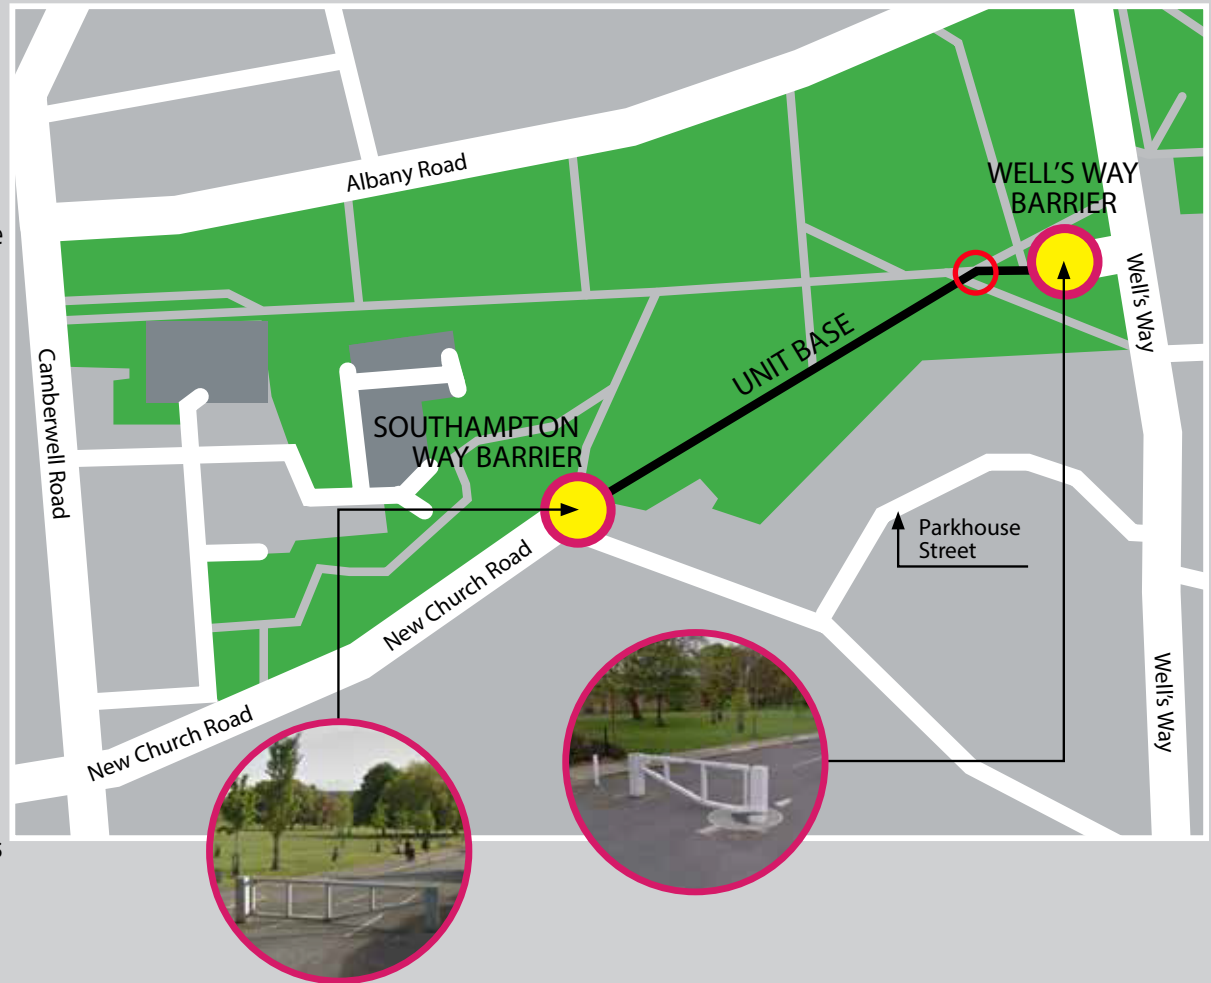 Albany Road
WELL'S WAY
BARRIER
Well's Way
UNIT BASE
Camberwell Road
SOUTHAMPTON
WAY BARRIER
Parkhouse
Street
New Church Road
New Church Road
Well's Way